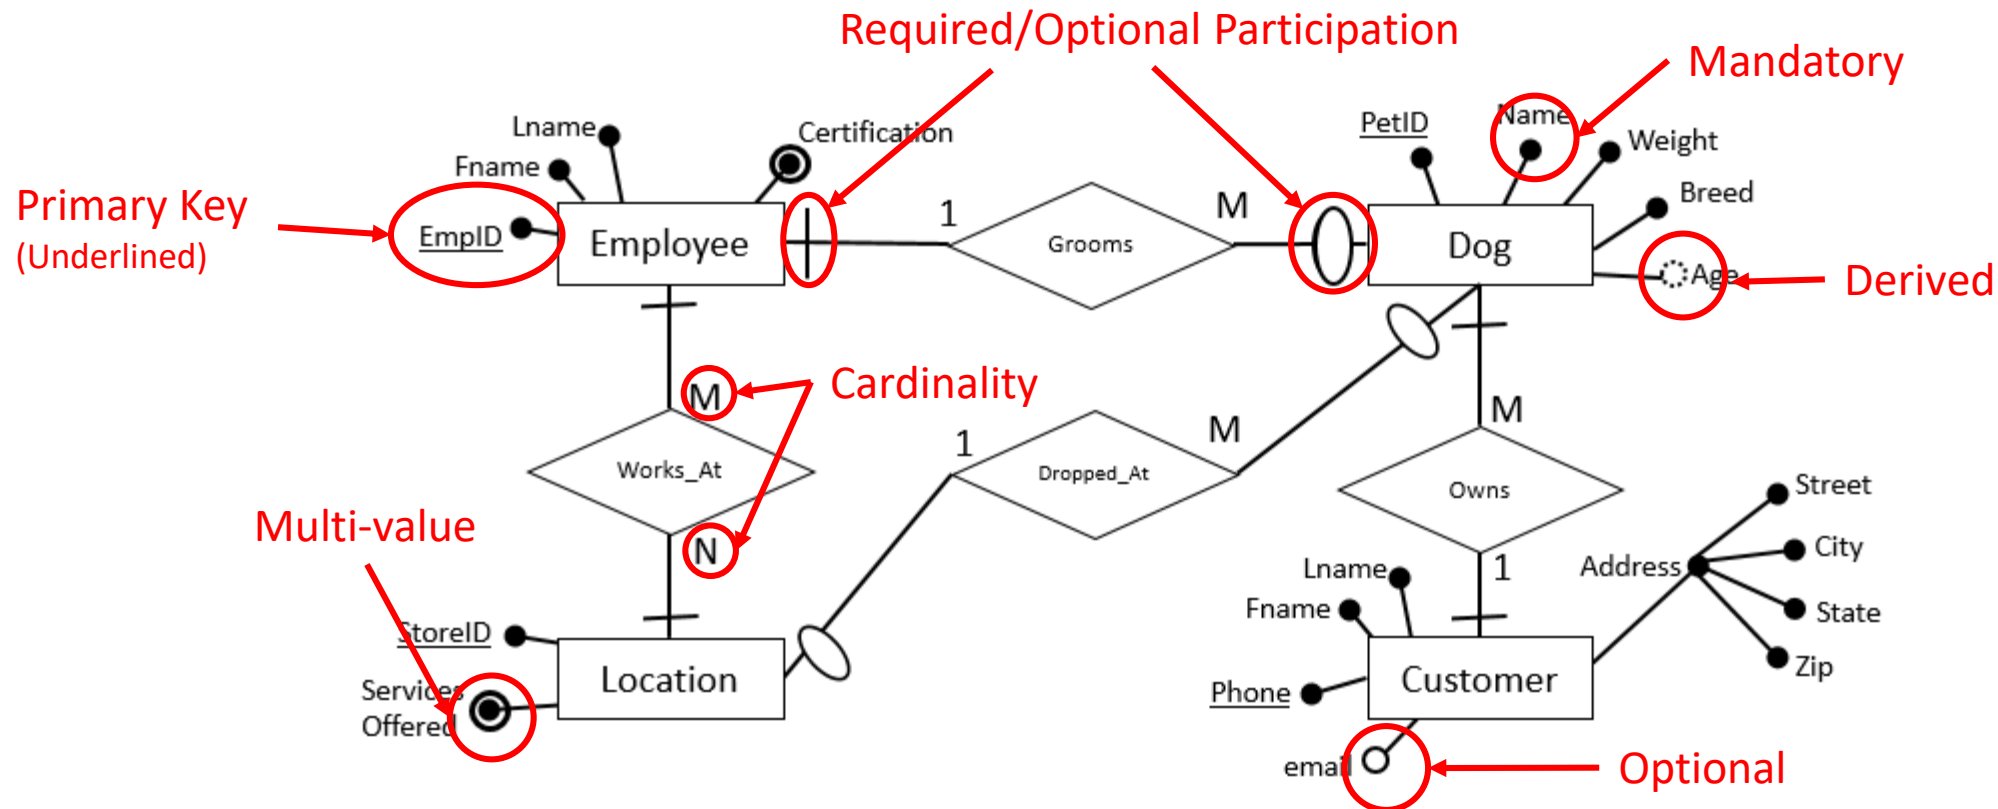 Required/Optional Participation
Mandatory
Lname
Certification
PetID
Name
Weight
Fname
Breed
Primary Key
(Underlined)
EmpID
Employee
1
Grooms
M
Dog
Age
Derived
M
Cardinality
1
M
M
Works_At
Dropped_At
Owns
Street
Multi-value
N
City
Address
Lname
1
Fname
State
StoreID
Zip
Location
Customer
Services
Offered
Phone
email
Optional